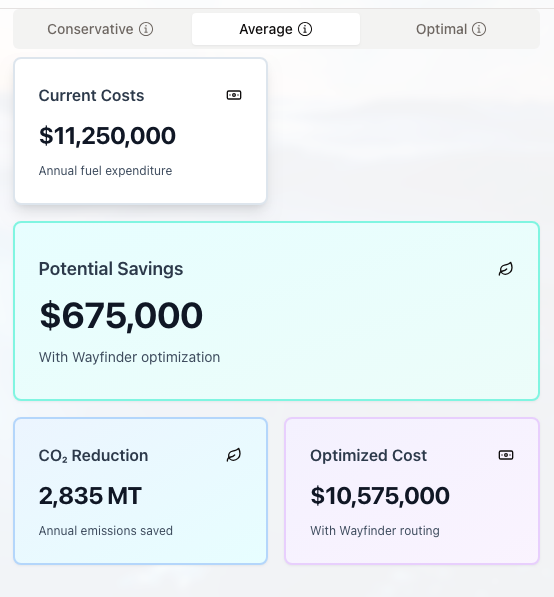 Conservative
Average
Optimal
Current Costs
$11,250,000
Annual fuel expenditure
Potential Savings
$675,000
With Wayfinder optimization
CO₂ Reduction
2,835 MT
Annual emissions saved
Optimized Cost
$10,575,000
With Wayfinder routing